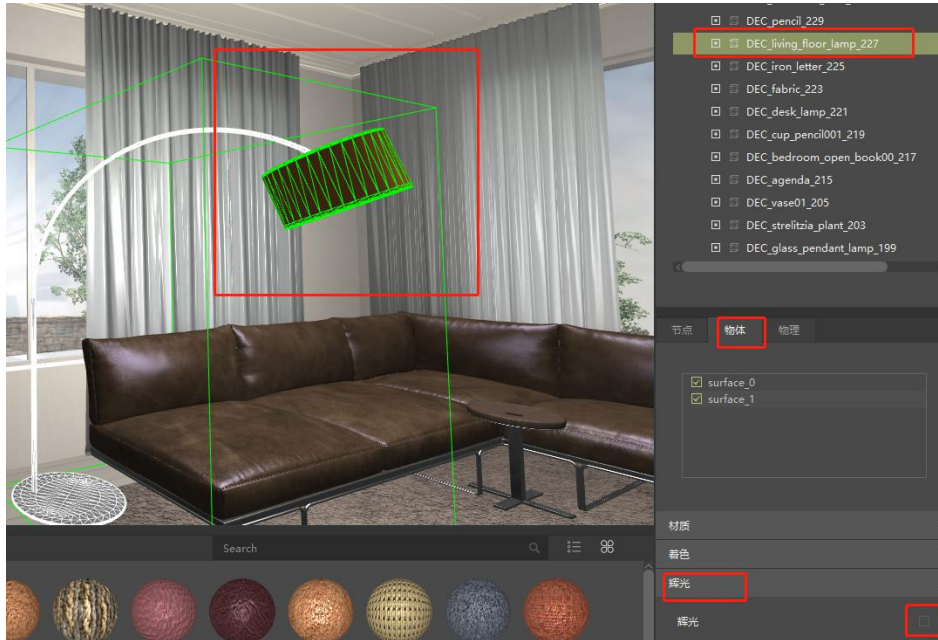 DEC_pencil_229
DEC_living_floor_lamp_227
DEC_iron_letter_225
DEC_fabric_223
DEC_desk_lamp_221
DEC_cup_pencil001_219
DEC_bedroom_open_book00_217
DEC_agenda_215
DEC_vase01_205
DEC_strelitzia_plant_203
DEC_glass_pendant_lamp_199
节点 物体 物理
surface_0
surface_1
材质
着色
辉光
辉光
Search